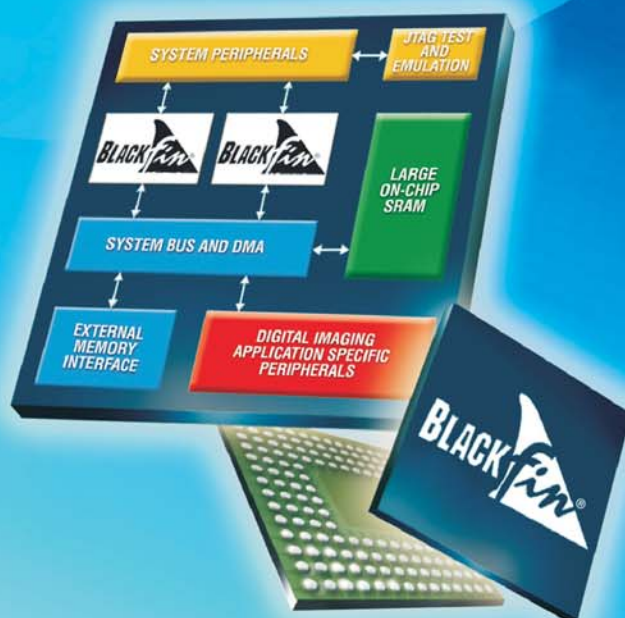 SYSTEM PERIPHERALS
JTAG TEST
AND
EMULATION
BLACKfin®
BLACKfin®
LARGE
ON-CHIP
SRAM
SYSTEM BUS AND DMA
EXTERNAL
MEMORY
INTERFACE
DIGITAL IMAGING
APPLICATION SPECIFIC
PERIPHERALS
BLACKfin®